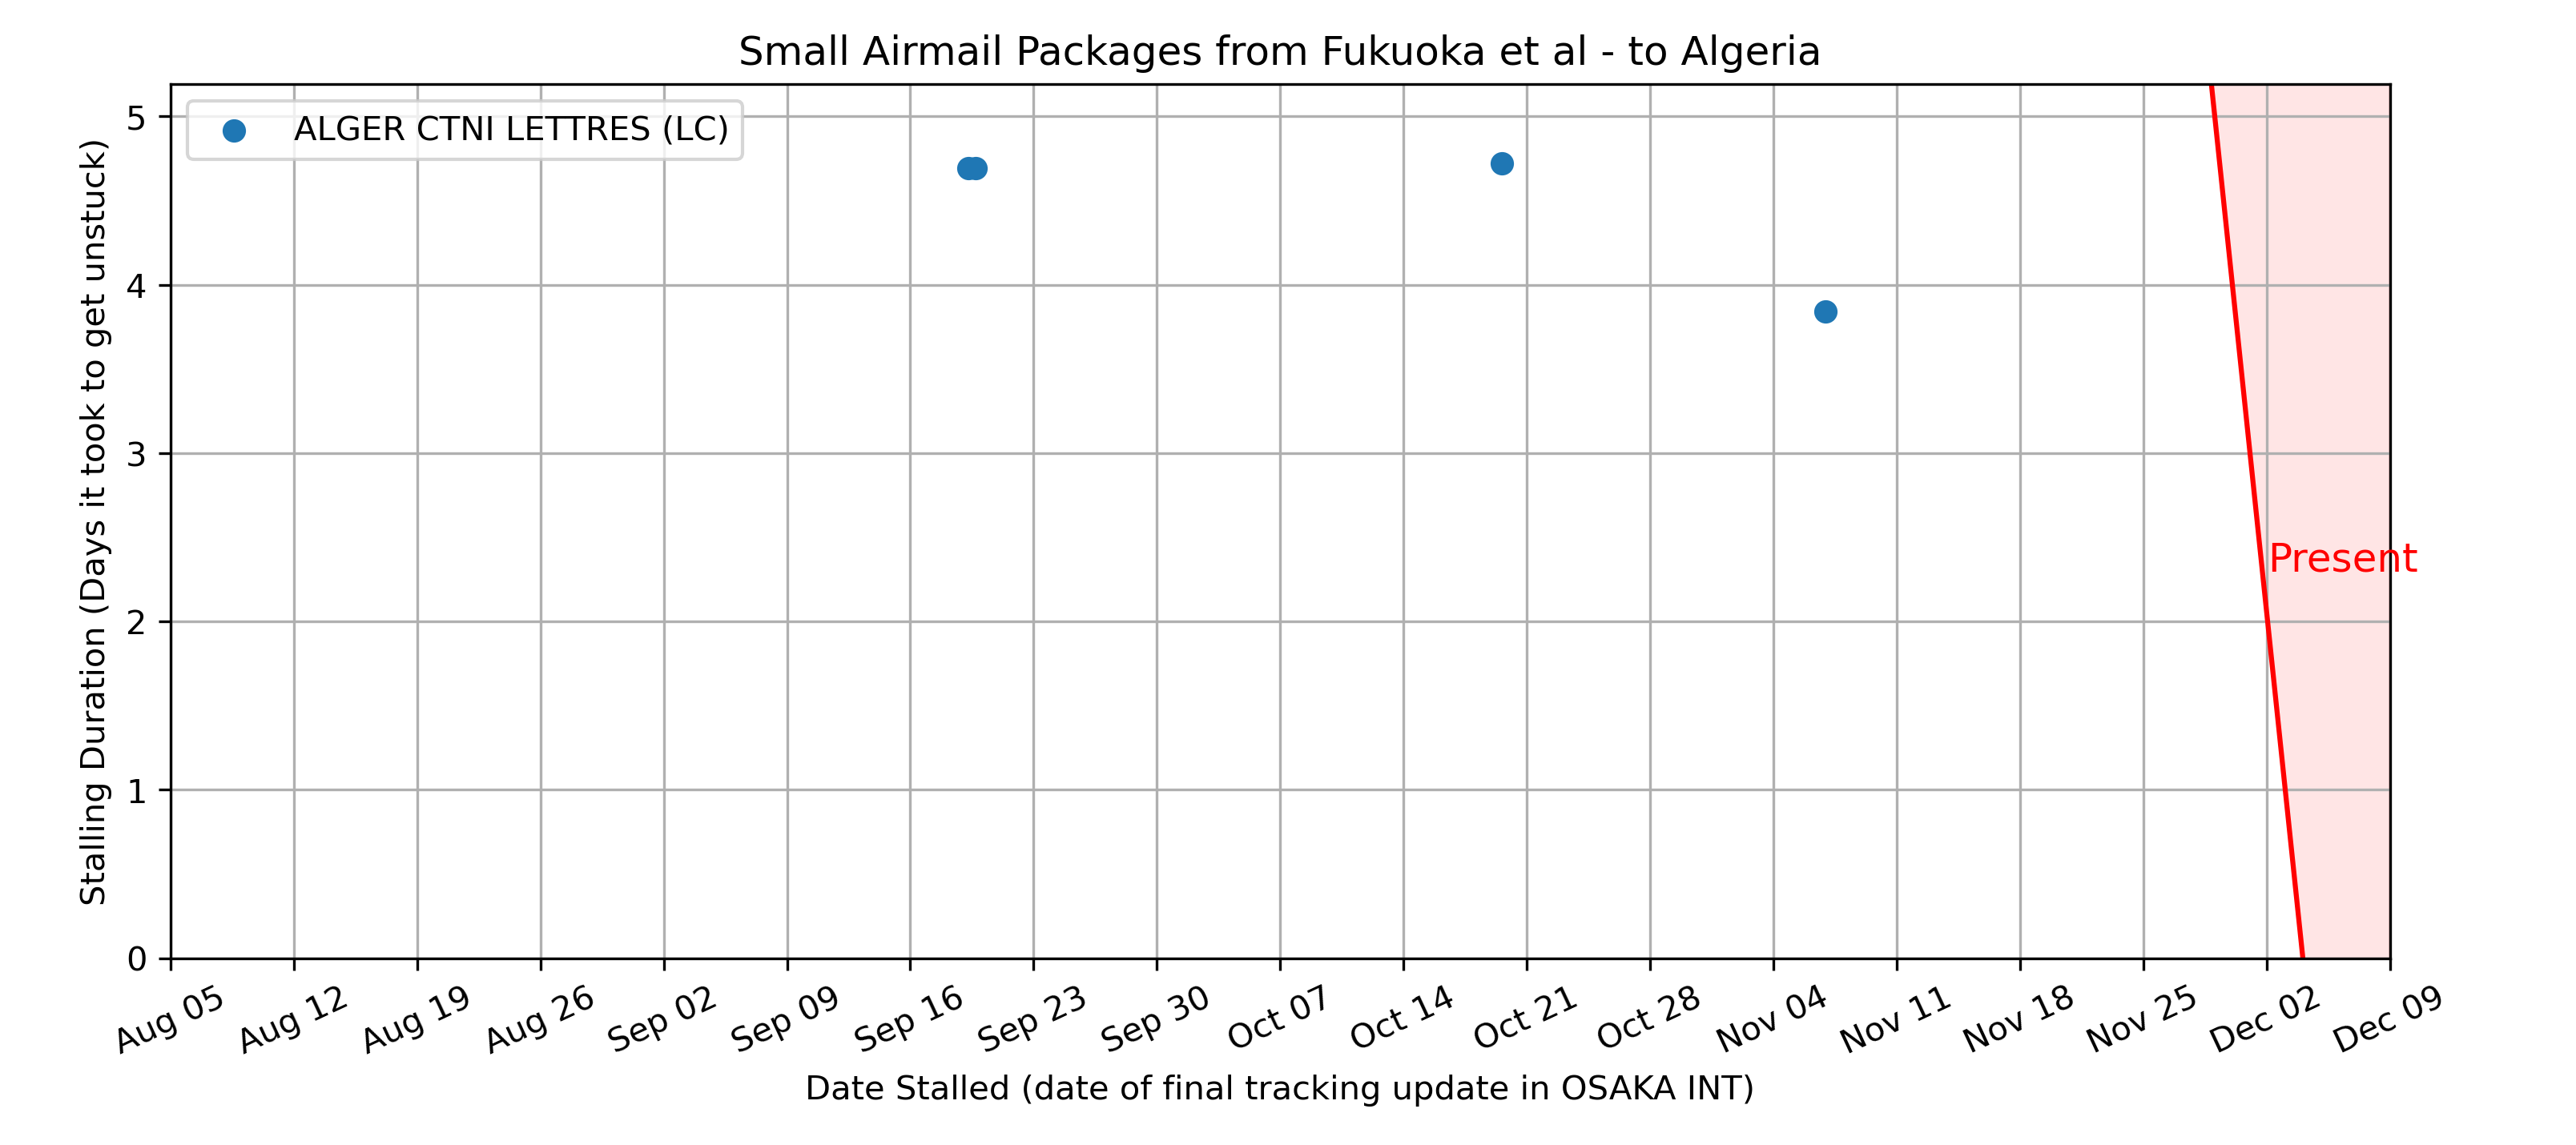 Small Airmail Packages from Fukuoka et al - to Algeria
ALGER CTNI LETTRES (LC)
Stalling Duration (Days it took to get unstuck)
5
4
3
2
1
0
Present
Aug 05
Aug 12
Aug 19
Aug 26
Sep 02
Sep 09
Sep 16
Sep 23
Sep 30
Oct 07
Oct 14
Oct 21
Oct 28
Nov 04
Nov 11
Nov 18
Nov 25
Dec 02
Dec 09
Date Stalled (date of final tracking update in OSAKA INT)